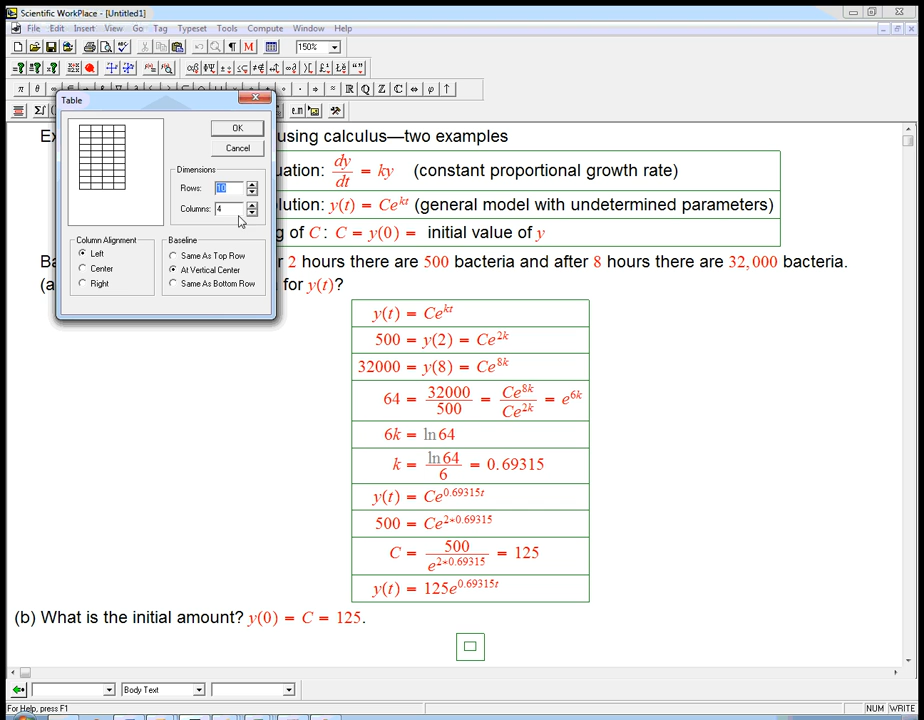 Scientific WorkPlace - [Untitled1]
File Edit Insert View Go Tag Typeset Tools Compute Window Help
150%
Table
OK
Cancel
Dimensions
Rows: 10
Columns: 4
Column Alignment
Left
Center
Right
Baseline
Same As Top Row
At Vertical Center
Same As Bottom Row
using calculus—two examples
uation: dy/dt = ky (constant proportional growth rate)
olution: y(t) = Ce^{kt} (general model with undetermined parameters)
g of C : C = y(0) = initial value of y
r 2 hours there are 500 bacteria and after 8 hours there are 32,000 bacteria.
(a for y(t)?
y(t) = Ce^{kt}
500 = y(2) = Ce^{2k}
32000 = y(8) = Ce^{8k}
64 = 32000/500 = Ce^{8k}/Ce^{2k} = e^{6k}
6k = ln 64
k = ln 64/6 = 0.69315
y(t) = Ce^{0.69315t}
500 = Ce^{2*0.69315}
C = 500/e^{2*0.69315} = 125
y(t) = 125e^{0.69315t}
(b) What is the initial amount? y(0) = C = 125.
Body Text
For Help, press F1
NUM WRITE